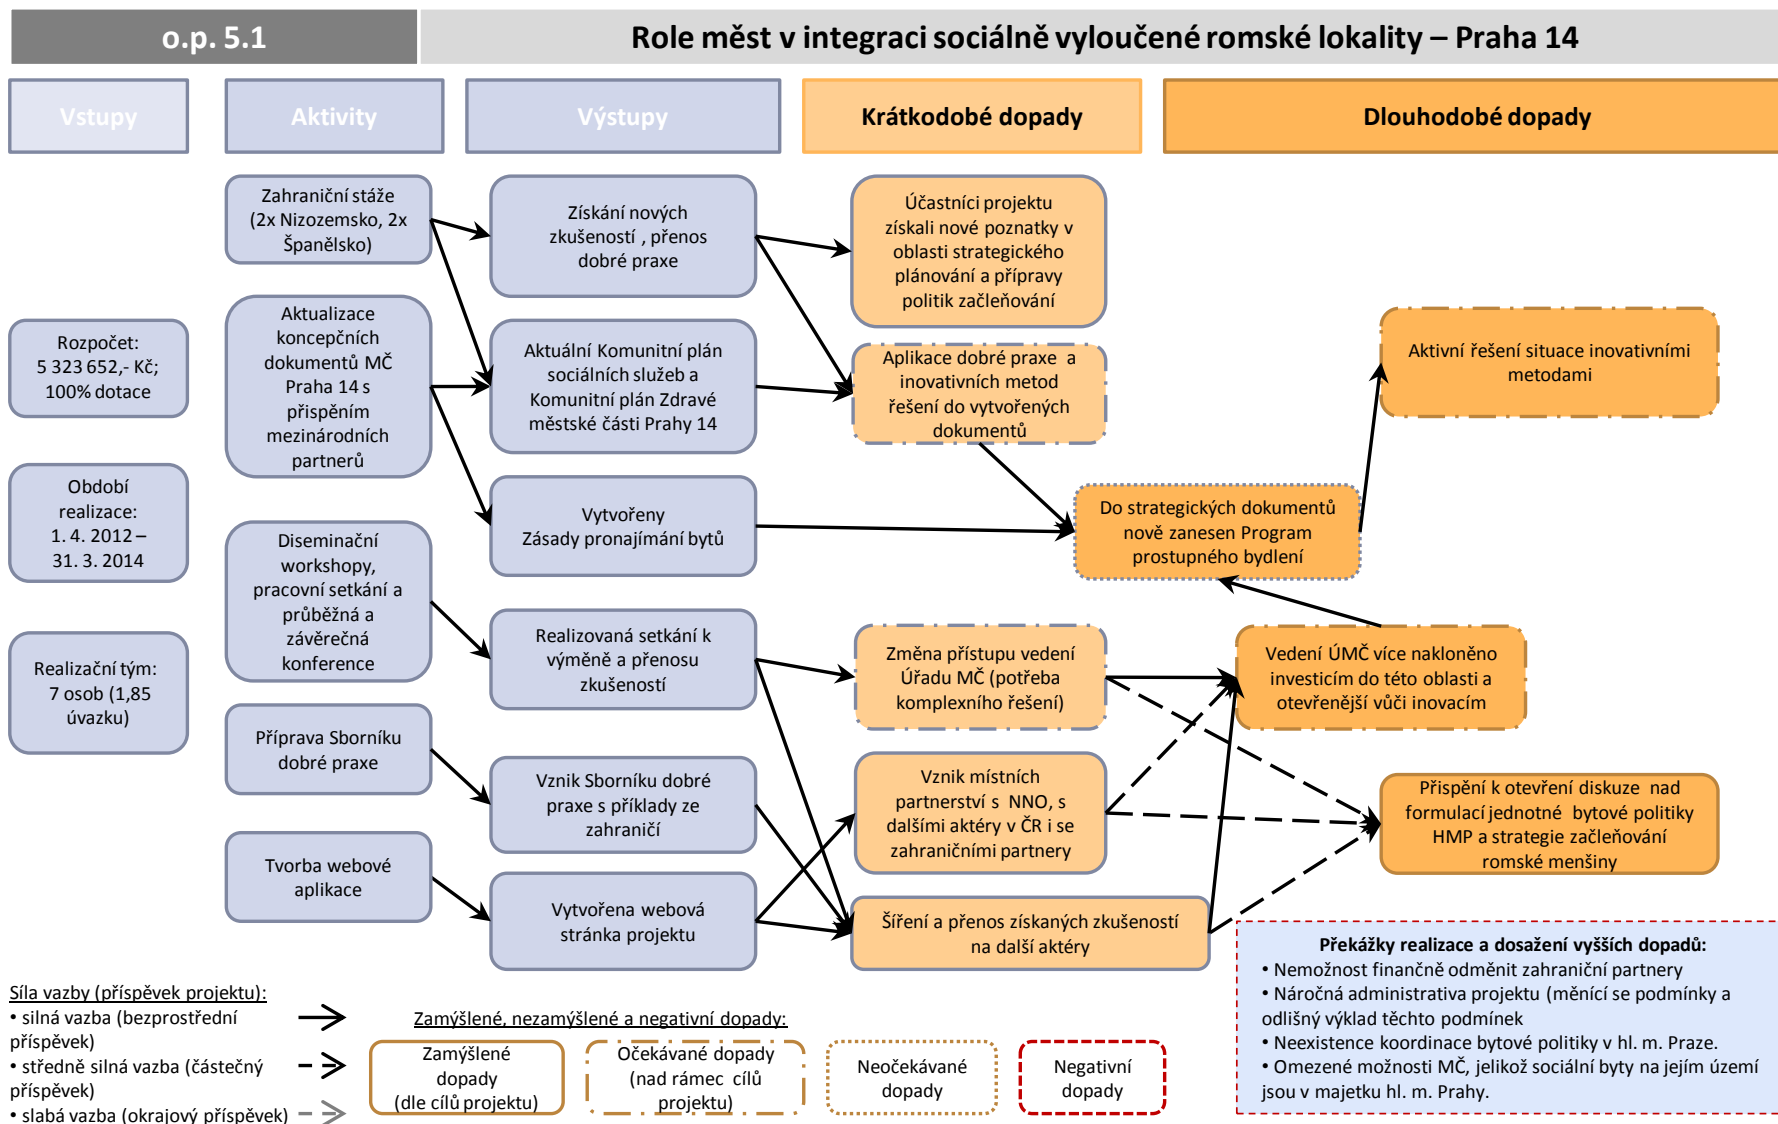 o.p. 5.1
Role měst v integraci sociálně vyloučené romské lokality – Praha 14
Vstupy
Aktivity
Výstupy
Krátkodobé dopady
Dlouhodobé dopady
Rozpočet:
5 323 652,- Kč;
100% dotace
Období
realizace:
1. 4. 2012 –
31. 3. 2014
Realizační tým:
7 osob (1,85
úvazku)
Zahraniční stáže
(2x Nizozemsko, 2x
Španělsko)
Aktualizace
koncepčních
dokumentů MČ
Praha 14 s
přispěním
mezinárodních
partnerů
Diseminační
workshopy,
pracovní setkání a
průběžná a
závěrečná
konference
Příprava Sborníku
dobré praxe
Tvorba webové
aplikace
Získání nových
zkušeností , přenos
dobré praxe
Aktuální Komunitní plán
sociálních služeb a
Komunitní plán Zdravé
městské části Prahy 14
Vytvořeny
Zásady pronajímání bytů
Realizovaná setkání k
výměně a přenosu
zkušeností
Vznik Sborníku dobré
praxe s příklady ze
zahraničí
Vytvořena webová
stránka projektu
Účastníci projektu
získali nové poznatky v
oblasti strategického
plánování a přípravy
politik začleňování
Aplikace dobré praxe a
inovativních metod
řešení do vytvořených
dokumentů
Změna přístupu vedení
Úřadu MČ (potřeba
komplexního řešení)
Vznik místních
partnerství s NNO, s
dalšími aktéry v ČR i se
zahraničními partnery
Šíření a přenos získaných zkušeností
na další aktéry
Do strategických dokumentů
nově zanesen Program
prostupného bydlení
Aktivní řešení situace inovativními
metodami
Vedení ÚMČ více nakloněno
investicím do této oblasti a
otevřenější vůči inovacím
Přispění k otevření diskuze nad
formulací jednotné bytové politiky
HMP a strategie začleňování
romské menšiny
Překážky realizace a dosažení vyšších dopadů:
• Nemožnost finančně odměnit zahraniční partnery
• Náročná administrativa projektu (měnící se podmínky a
odlišný výklad těchto podmínek
• Neexistence koordinace bytové politiky v hl. m. Praze.
• Omezené možnosti MČ, jelikož sociální byty na jejím území
jsou v majetku hl. m. Prahy.
Síla vazby (příspěvek projektu):
• silná vazba (bezprostřední
příspěvek)
• středně silná vazba (částečný
příspěvek)
• slabá vazba (okrajový příspěvek)
Zamýšlené, nezamýšlené a negativní dopady:
Zamýšlené
dopady
(dle cílů projektu)
Očekávané dopady
(nad rámec cílů
projektu)
Neočekávané
dopady
Negativní
dopady